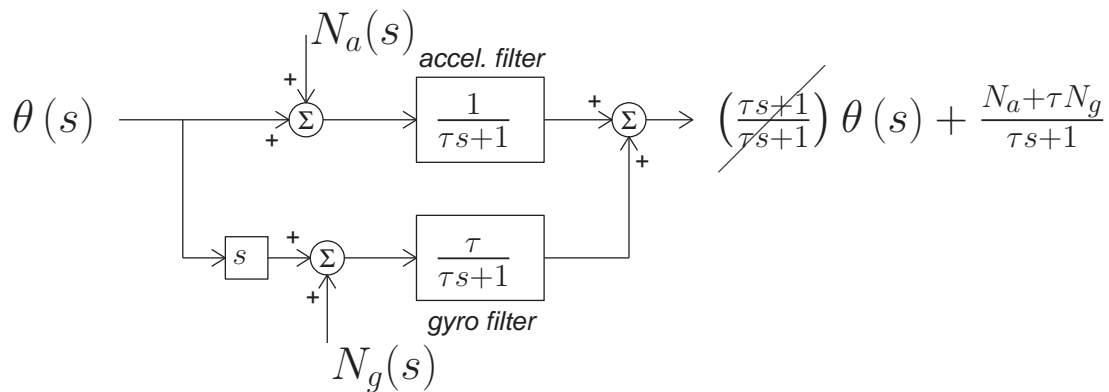 N_a(s)
accel. filter
θ (s)
+
+
Σ
1/(τs+1)
+
Σ
+
(τs+1/τs+1) θ (s) + (N_a+τN_g)/(τs+1)
s
+
Σ
+
τ/(τs+1)
gyro filter
N_g(s)